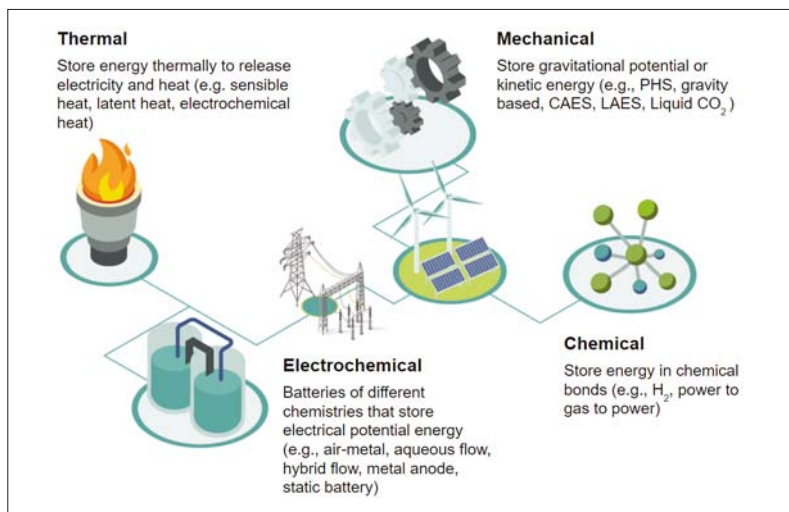 Thermal
Store energy thermally to release
electricity and heat (e.g. sensible
heat, latent heat, electrochemical
heat)
Mechanical
Store gravitational potential or
kinetic energy (e.g., PHS, gravity
based, CAES, LAES, Liquid CO₂ )
Electrochemical
Batteries of different
chemistries that store
electrical potential energy
(e.g., air-metal, aqueous flow,
hybrid flow, metal anode,
static battery)
Chemical
Store energy in chemical
bonds (e.g., H₂, power to
gas to power)